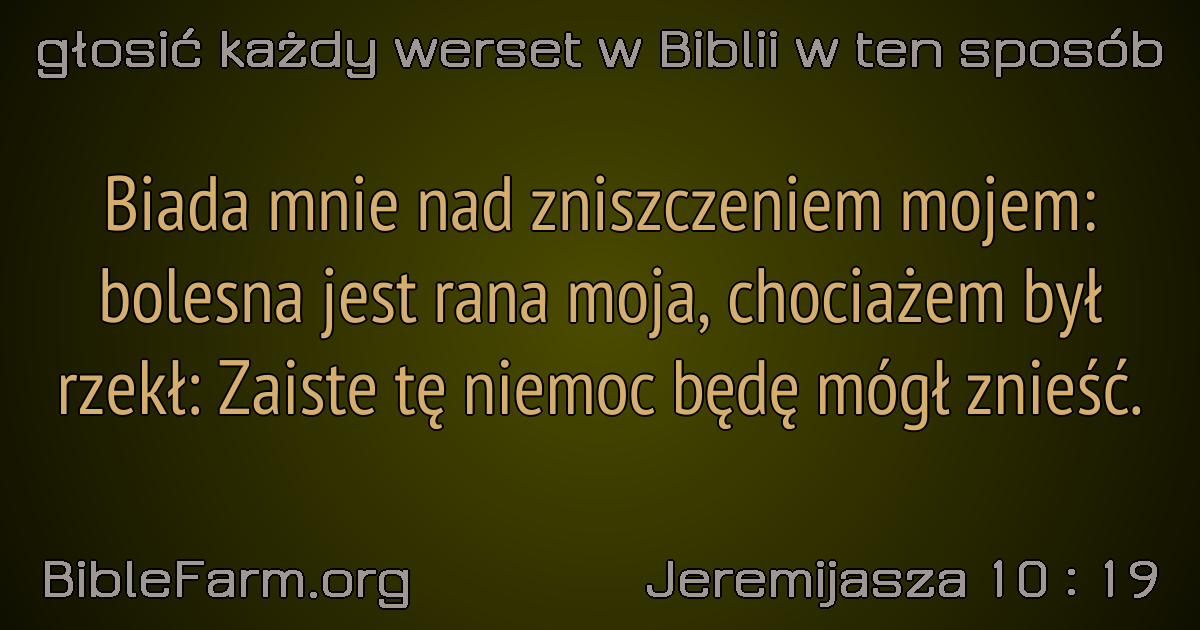 głosić każdy werset w Biblii w ten sposób
Biada mnie nad zniszczeniem mojem:
bolesna jest rana moja, chociażem był
rzekł: Zaiste tę niemoc będę mógł znieść.
BibleFarm.org
Jeremijasza 10 : 19